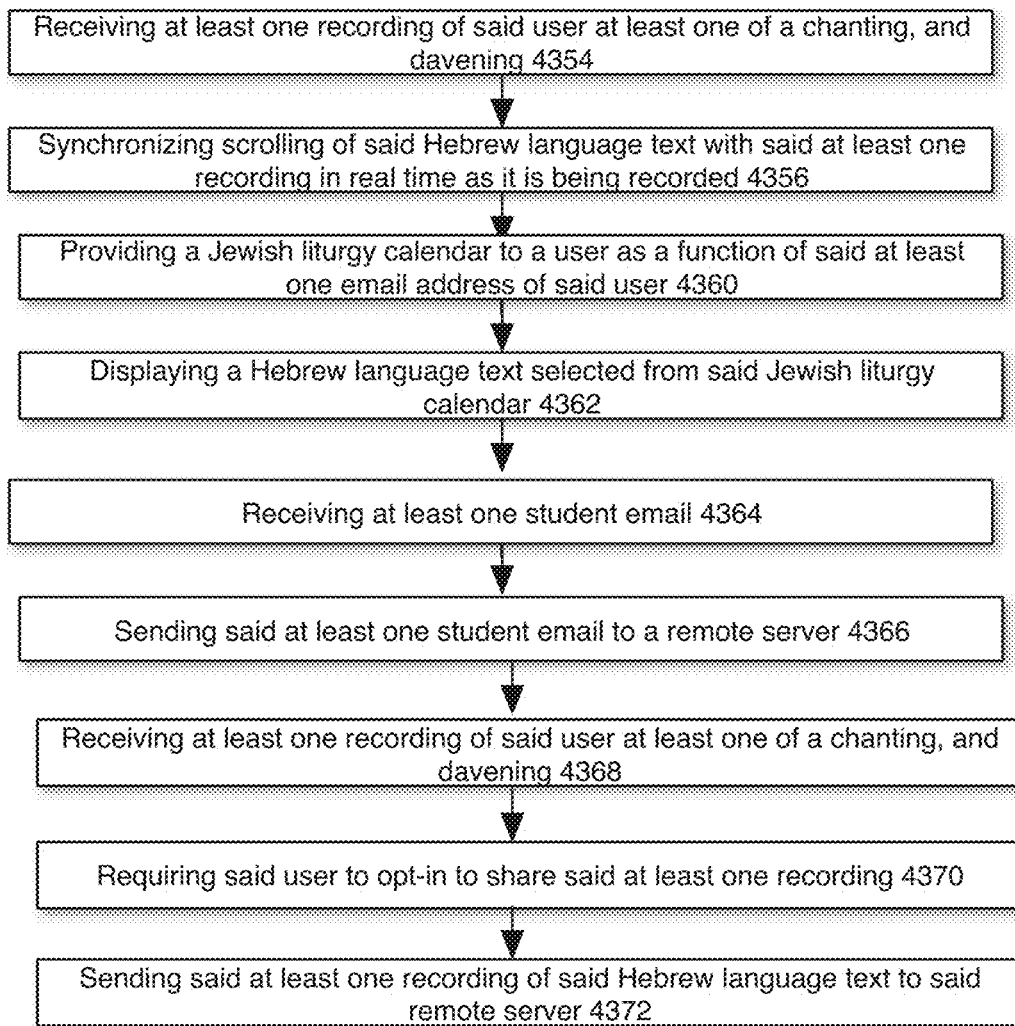 Receiving at least one recording of said user at least one of a chanting, and
davening 4354
Synchronizing scrolling of said Hebrew language text with said at least one
recording in real time as it is being recorded 4356
Providing a Jewish liturgy calendar to a user as a function of said at least
one email address of said user 4360
Displaying a Hebrew language text selected from said Jewish liturgy
calendar 4362
Receiving at least one student email 4364
Sending said at least one student email to a remote server 4366
Receiving at least one recording of said user at least one of a chanting, and
davening 4368
Requiring said user to opt-in to share said at least one recording 4370
Sending said at least one recording of said Hebrew language text to said
remote server 4372